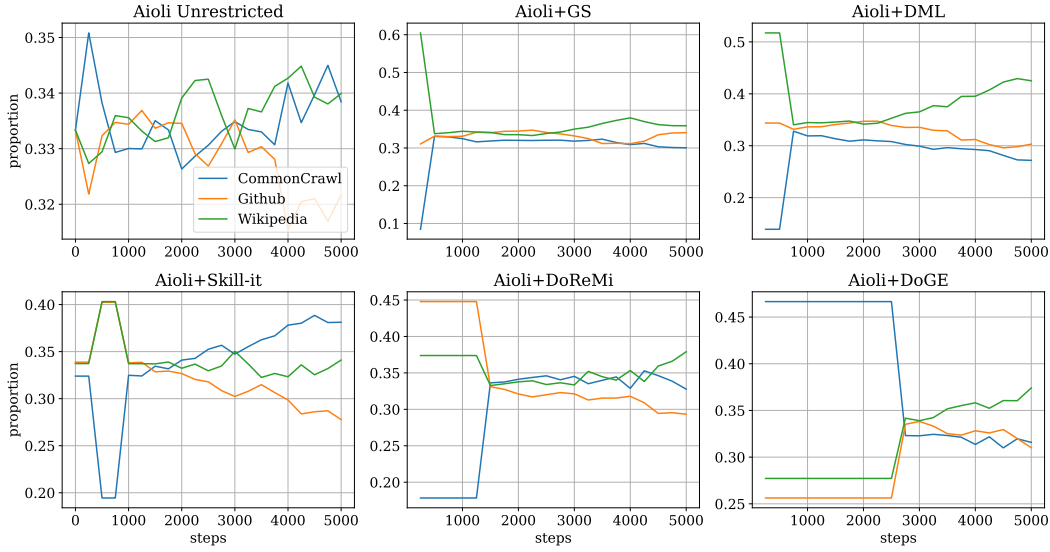 Aioli Unrestricted
Aioli+GS
Aioli+DML
proportion
0.35
0.34
0.33
0.32
0 1000 2000 3000 4000 5000
CommonCrawl
Github
Wikipedia
0.6
0.5
0.4
0.3
0.2
0.1
1000 2000 3000 4000 5000
0.5
0.4
0.3
0.2
1000 2000 3000 4000 5000
Aioli+Skill-it
Aioli+DoReMi
Aioli+DoGE
proportion
0.40
0.35
0.30
0.25
0.20
0 1000 2000 3000 4000 5000
steps
0.45
0.40
0.35
0.30
0.25
0.20
1000 2000 3000 4000 5000
steps
0.45
0.40
0.35
0.30
0.25
1000 2000 3000 4000 5000
steps